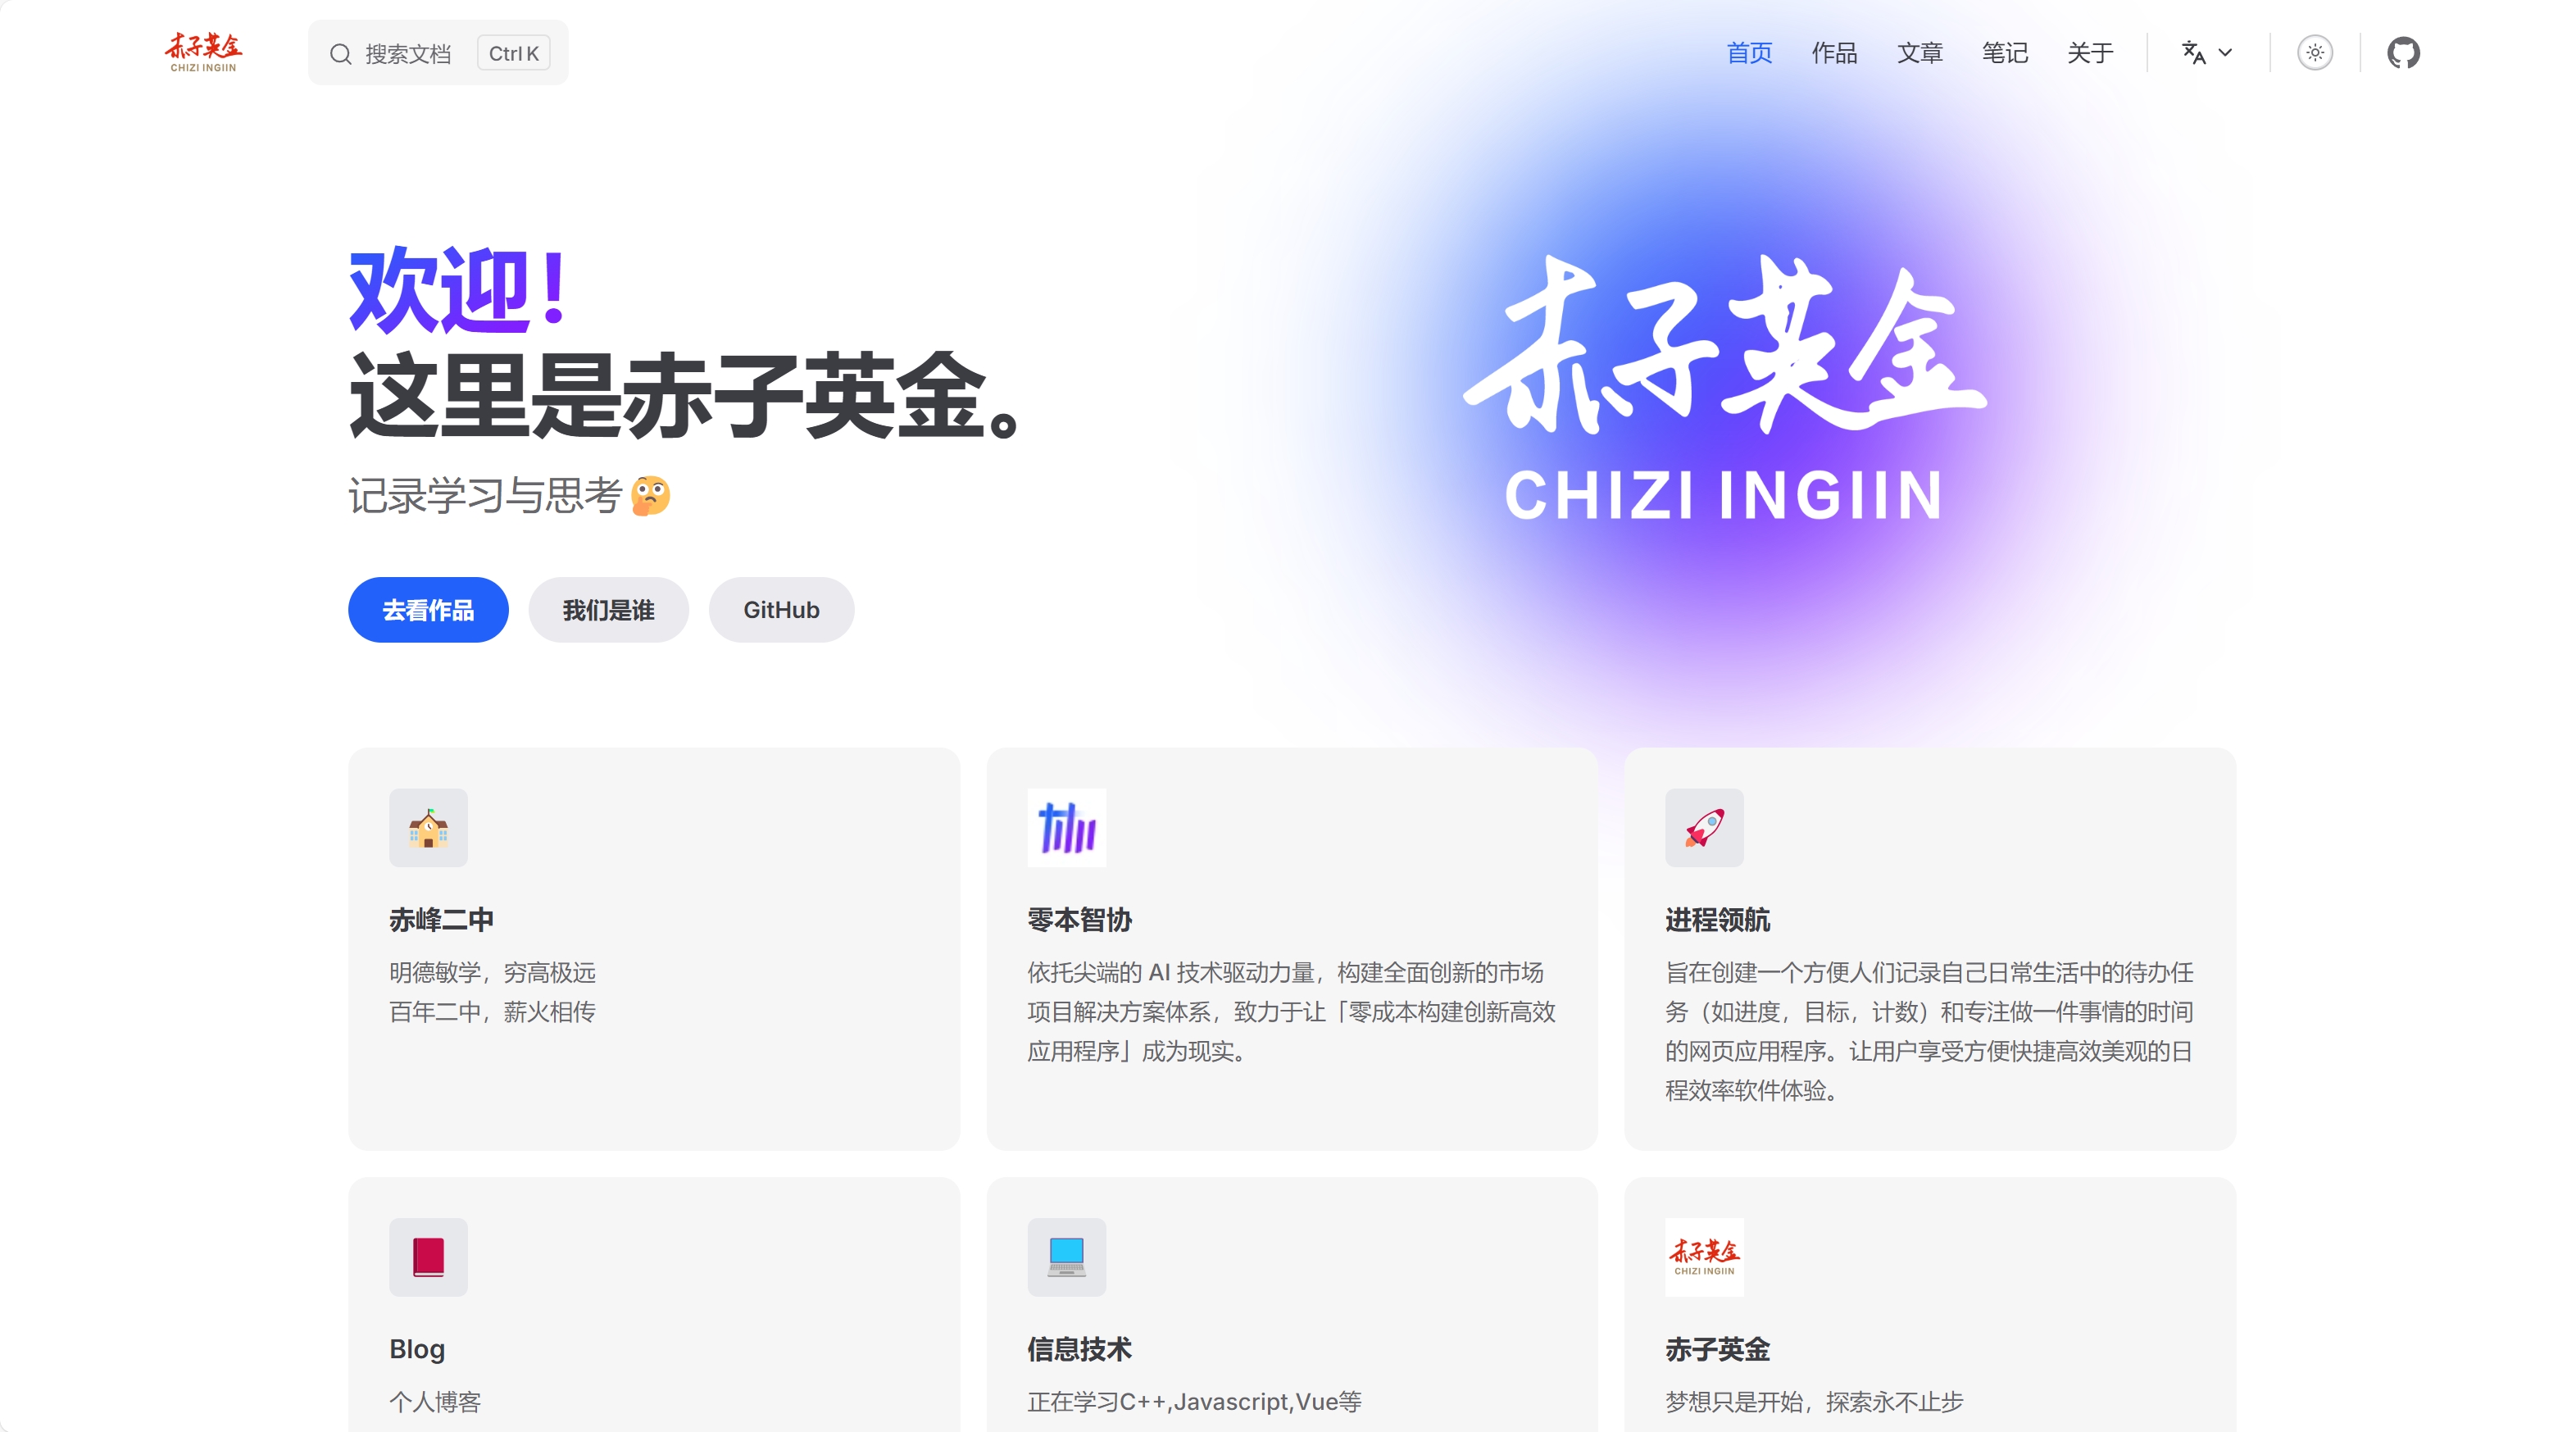 赤子英金
CHIZI INGIIN
搜索文档
Ctrl K
首页
作品
文章
笔记
关于
欢迎！
这里是赤子英金。
记录学习与思考🤔
去看作品
我们是谁
GitHub
赤子英金
CHIZI INGIIN
赤峰二中
明德敏学，穷高极远
百年二中，薪火相传
零本智协
依托尖端的 AI 技术驱动力量，构建全面创新的市场
项目解决方案体系，致力于让「零成本构建创新高效
应用程序」成为现实。
进程领航
旨在创建一个方便人们记录自己日常生活中的待办任
务（如进度，目标，计数）和专注做一件事情的时间
的网页应用程序。让用户享受方便快捷高效美观的日
程效率软件体验。
Blog
个人博客
信息技术
正在学习C++,Javascript,Vue等
赤子英金
CHIZI INGIIN
赤子英金
梦想只是开始，探索永不止步